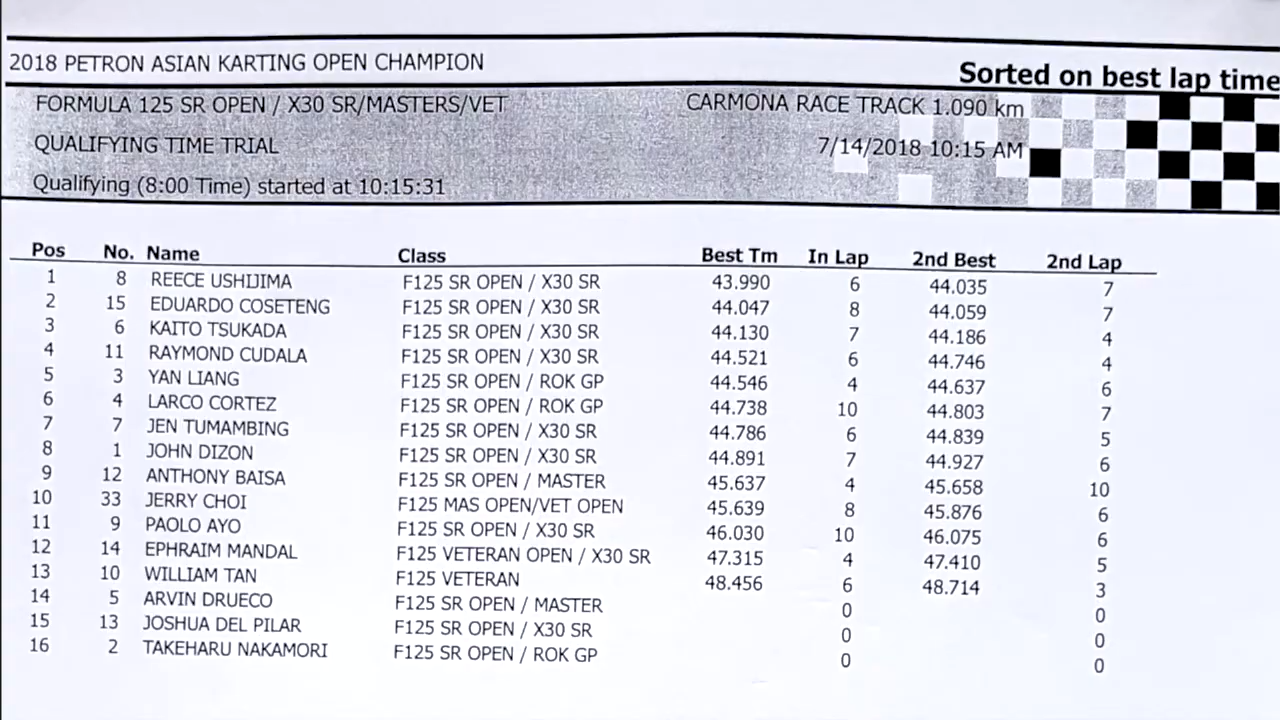 2018 PETRON ASIAN KARTING OPEN CHAMPION
Sorted on best lap time
FORMULA 125 SR OPEN / X30 SR/MASTERS/VET CARMONA RACE TRACK 1.090 km
QUALIFYING TIME TRIAL 7/14/2018 10:15 AM
Qualifying (8:00 Time) started at 10:15:31
Pos No. Name Class Best Tm In Lap 2nd Best 2nd Lap
1 8 REECE USHIJIMA F125 SR OPEN / X30 SR 43.990 6 44.035 7
2 15 EDUARDO COSETENG F125 SR OPEN / X30 SR 44.047 8 44.059 7
3 6 KAITO TSUKADA F125 SR OPEN / X30 SR 44.130 7 44.186 4
4 11 RAYMOND CUDALA F125 SR OPEN / X30 SR 44.521 6 44.746 4
5 3 YAN LIANG F125 SR OPEN / ROK GP 44.546 4 44.637 6
6 4 LARCO CORTEZ F125 SR OPEN / ROK GP 44.738 10 44.803 7
7 7 JEN TUMAMBING F125 SR OPEN / X30 SR 44.786 6 44.839 5
8 1 JOHN DIZON F125 SR OPEN / X30 SR 44.891 7 44.927 6
9 12 ANTHONY BAISA F125 SR OPEN / MASTER 45.637 4 45.658 10
10 33 JERRY CHOI F125 MAS OPEN/VET OPEN 45.639 8 45.876 6
11 9 PAOLO AYO F125 SR OPEN / X30 SR 46.030 10 46.075 6
12 14 EPHRAIM MANDAL F125 VETERAN OPEN / X30 SR 47.315 4 47.410 5
13 10 WILLIAM TAN F125 VETERAN 48.456 6 48.714 3
14 5 ARVIN DRUECO F125 SR OPEN / MASTER 0 0
15 13 JOSHUA DEL PILAR F125 SR OPEN / X30 SR 0 0
16 2 TAKEHARU NAKAMORI F125 SR OPEN / ROK GP 0 0